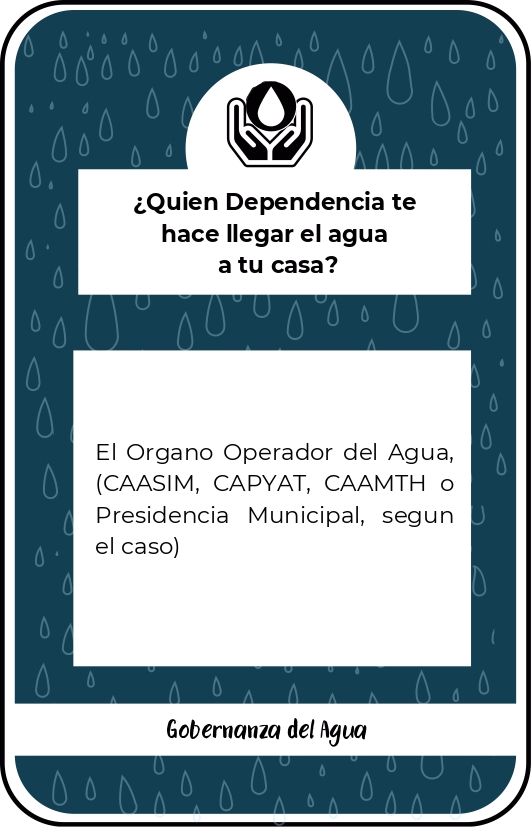 ¿Quien Dependencia te
hace llegar el agua
a tu casa?
El Organo Operador del Agua,
(CAASIM, CAPYAT, CAAMTH o
Presidencia Municipal, segun
el caso)
Gobernanza del Agua